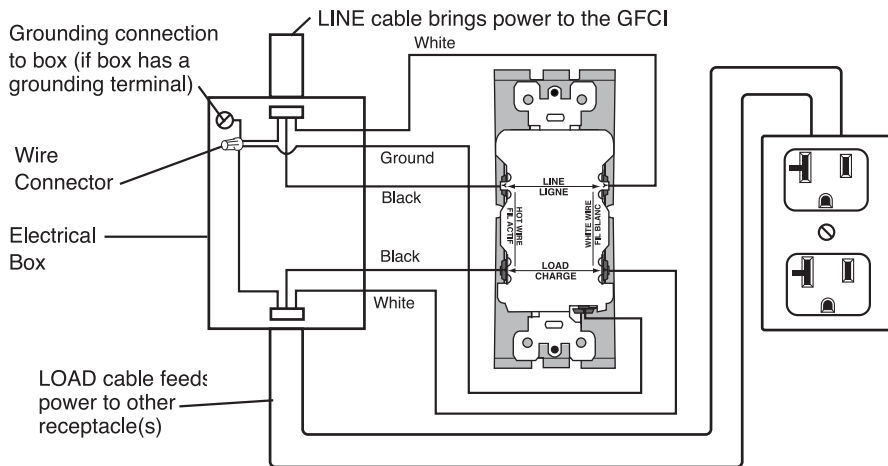 LINE cable brings power to the GFCI
Grounding connection
to box (if box has a
grounding terminal)
White
Wire
Connector
Ground
Black
Electrical
Box
Black
White
LINE
LIGNE
HOT WIRE
FIL ACTIF
WHITE WIRE
FIL BLANC
LOAD
CHARGE
LOAD cable feeds
power to other
receptacle(s)